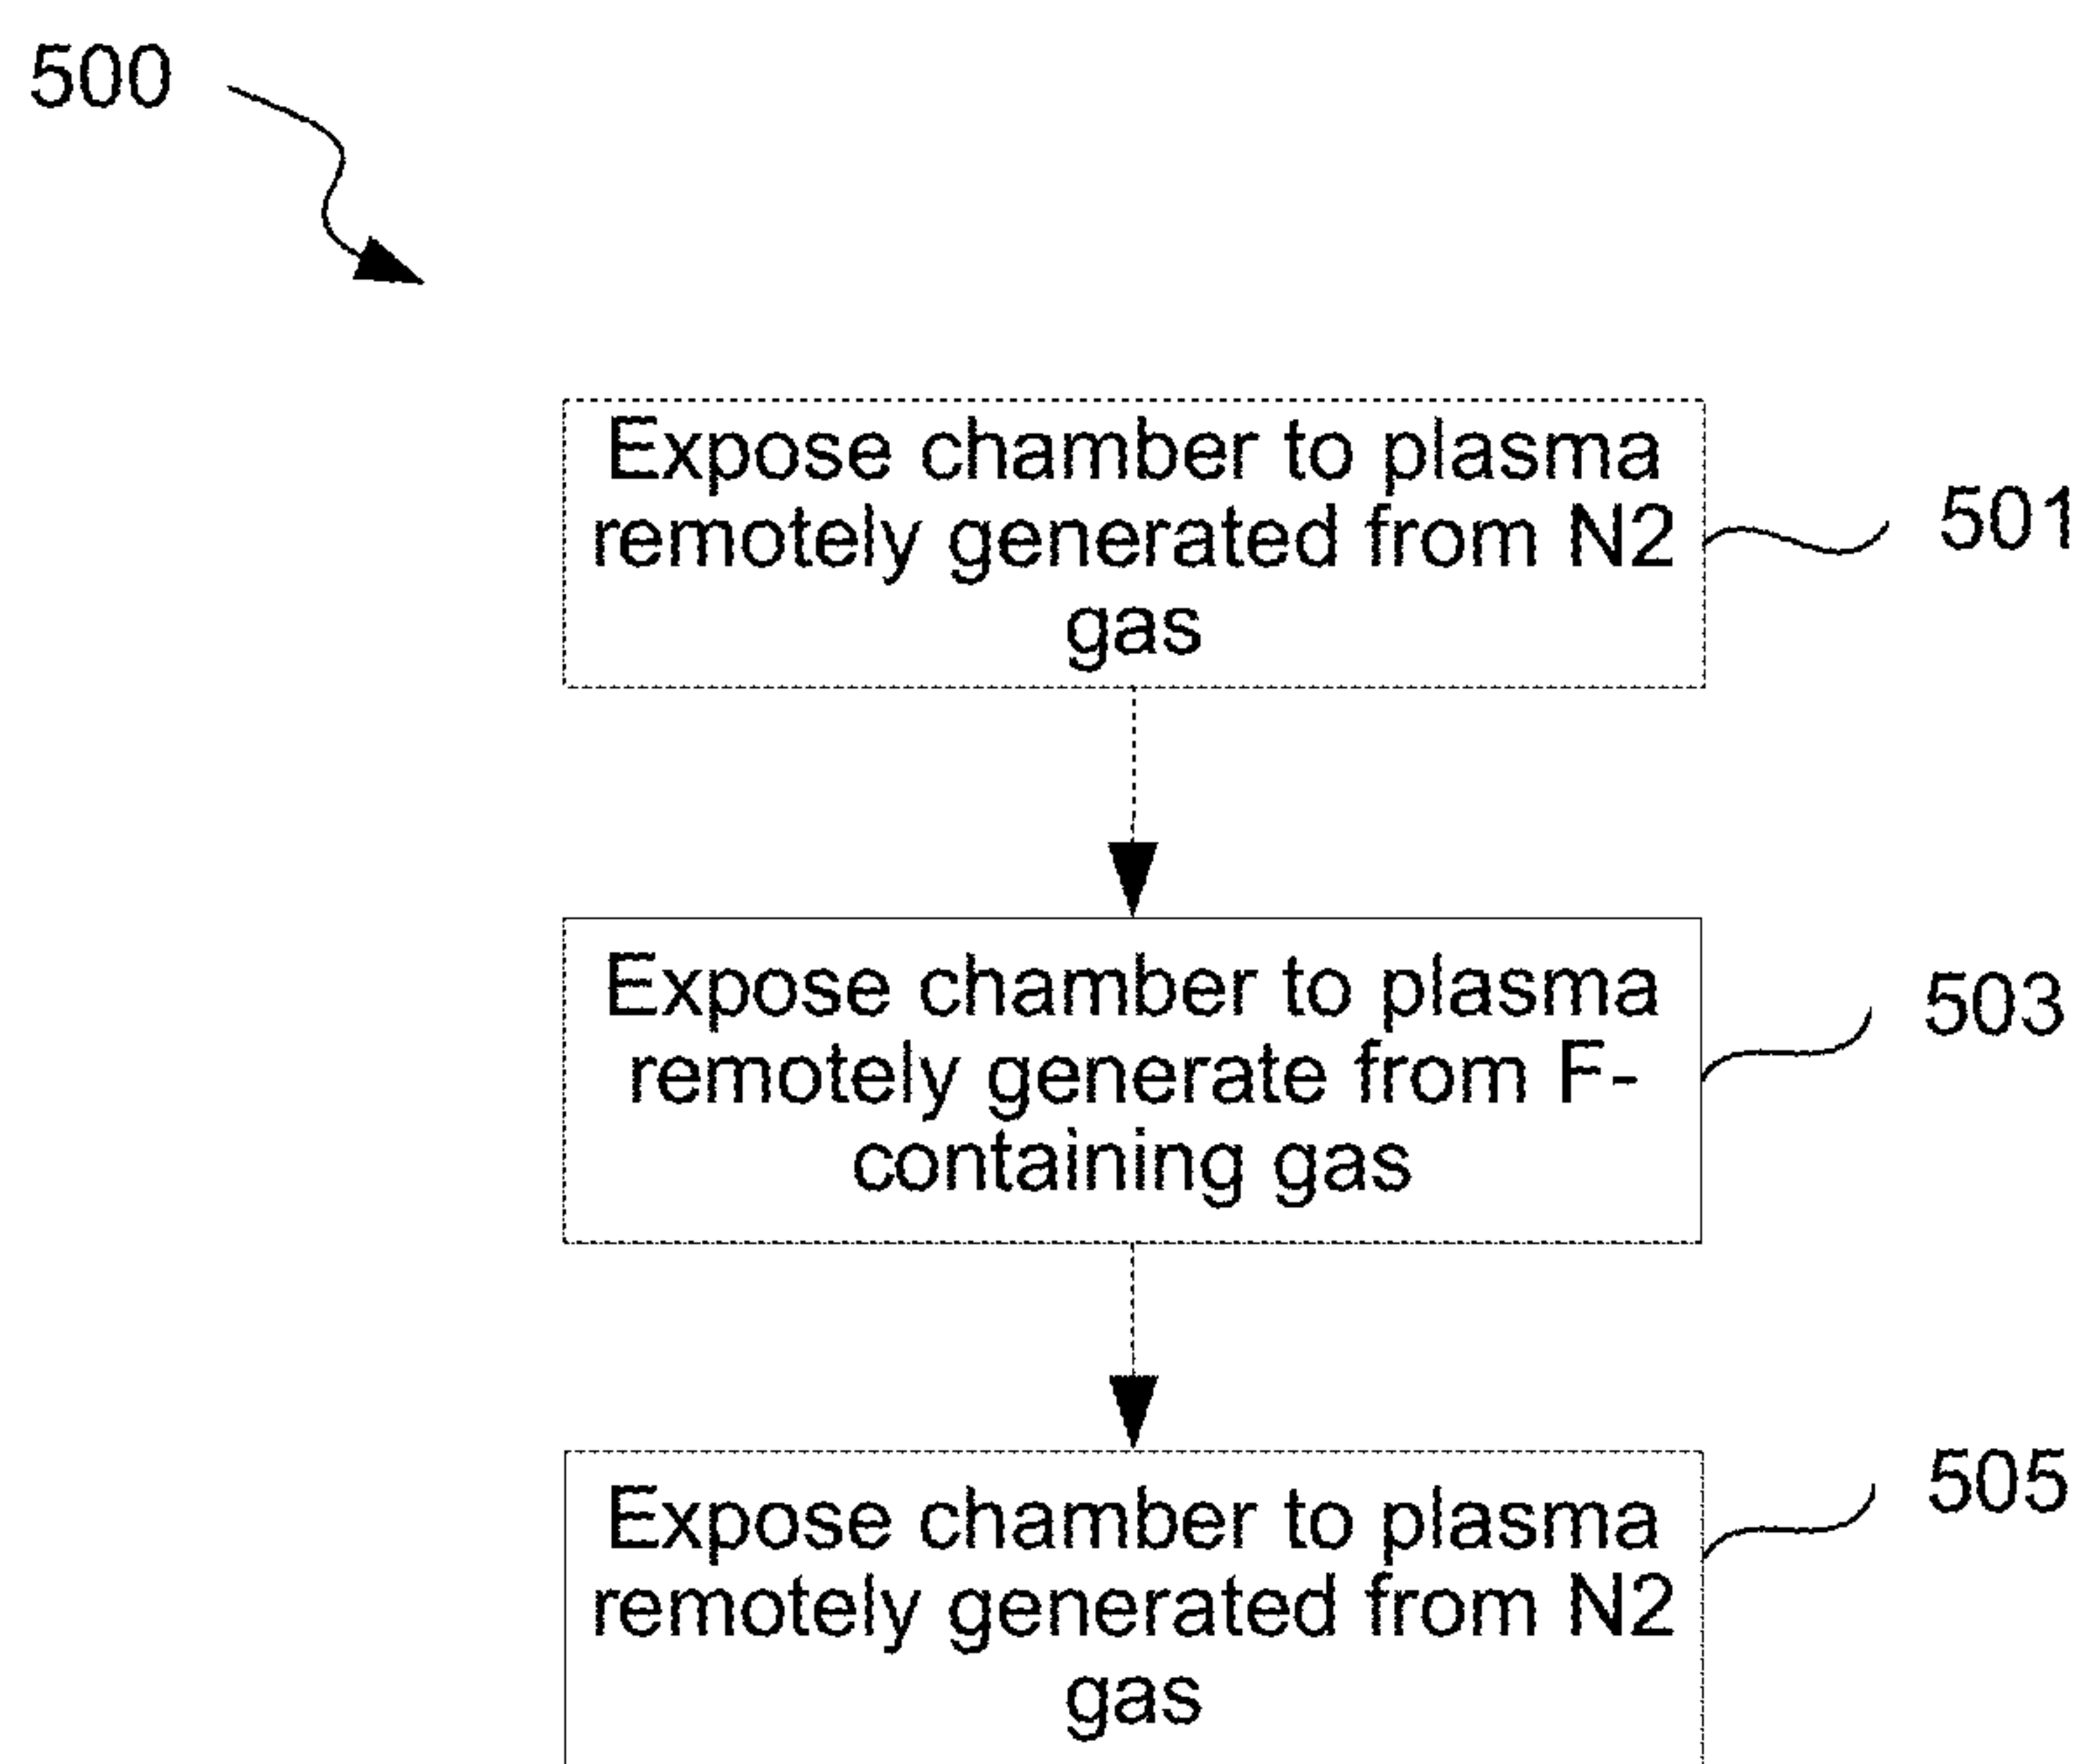 500
Expose chamber to plasma
remotely generated from N2
gas
501
Expose chamber to plasma
remotely generate from F-
containing gas
503
Expose chamber to plasma
remotely generated from N2
gas
505